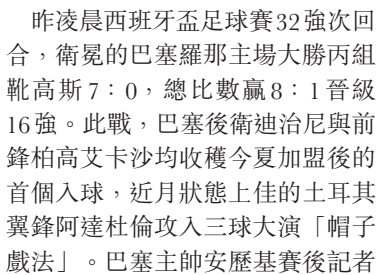 昨凌晨西班牙盃足球賽32強次回
合，衛冕的巴塞羅那主場大勝丙組
靴高斯7：0，總比數贏8：1晉級
16強。此戰，巴塞後衛迪治尼與前
鋒柏高艾卡沙均收穫今夏加盟後的
首個入球，近月狀態上佳的土耳其
翼鋒阿達杜倫攻入三球大演「帽子
戲法」。巴塞主帥安歷基賽後記者